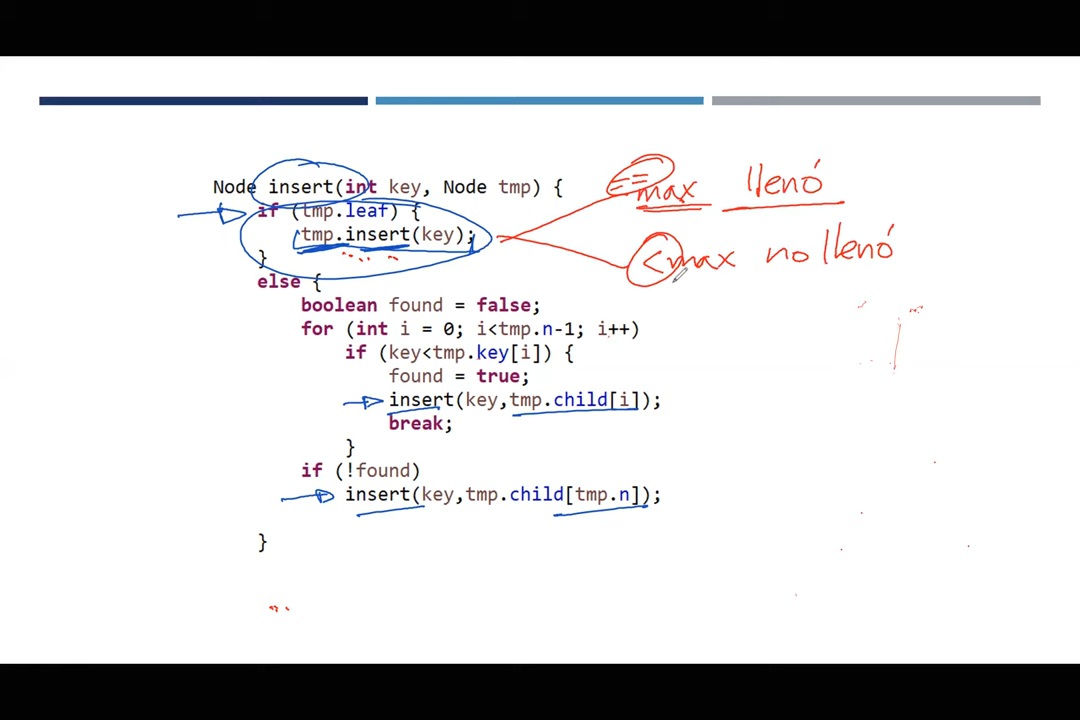 Node insert(int key, Node tmp) {
if (tmp.leaf) {
tmp.insert(key);
}
else {
boolean found = false;
for (int i = 0; i<tmp.n-1; i++)
if (key<tmp.key[i]) {
found = true;
insert(key,tmp.child[i]);
break;
}
if (!found)
insert(key,tmp.child[tmp.n]);
}
== max llenó
<max no llenó